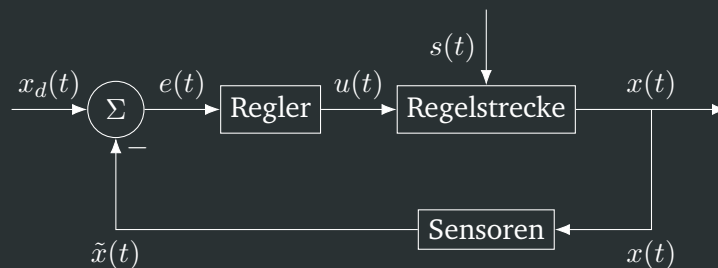 s(t)
x_d(t)
Σ
e(t)
Regler
u(t)
Regelstrecke
x(t)
−
Sensoren
x̃(t)
x(t)